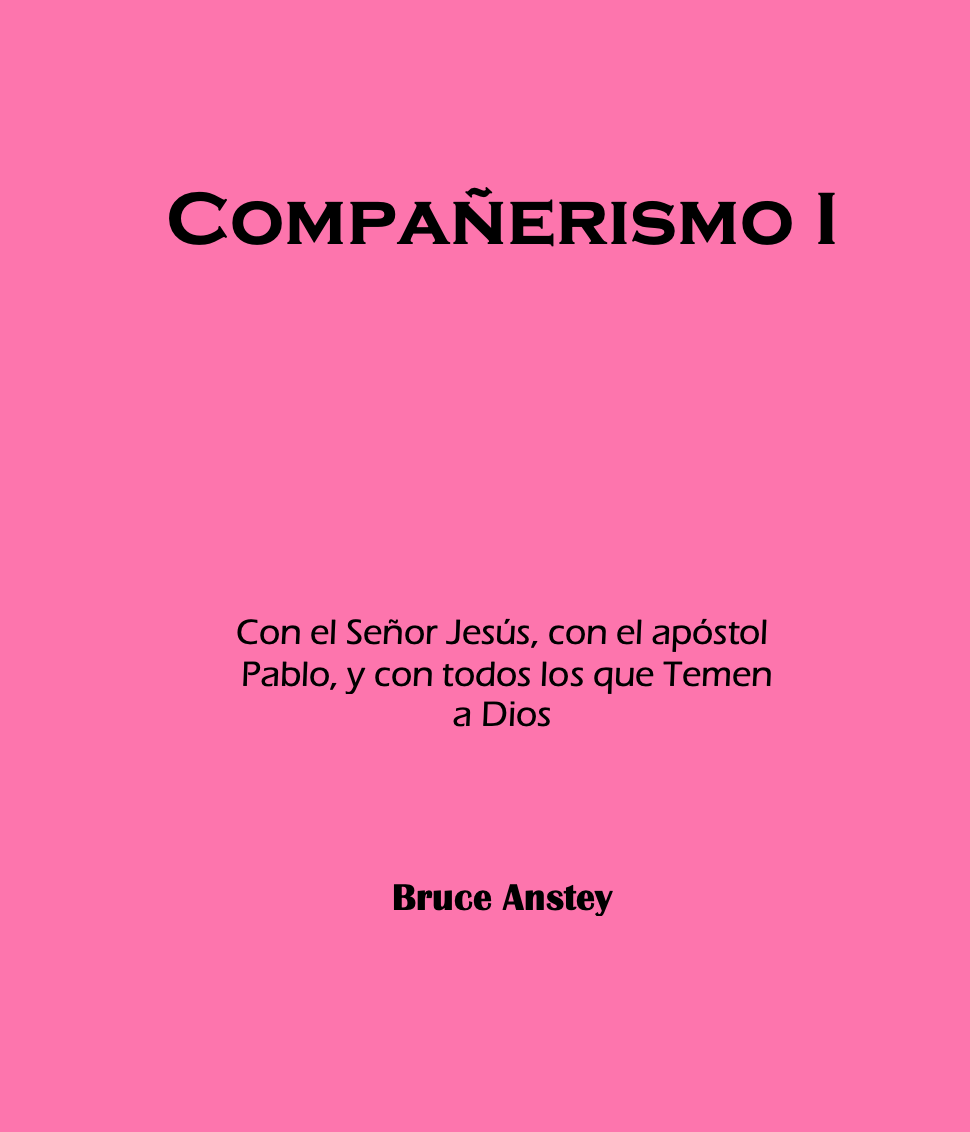 Compañerismo I
Con el Señor Jesús, con el apóstol
Pablo, y con todos los que Temen
a Dios
Bruce Anstey